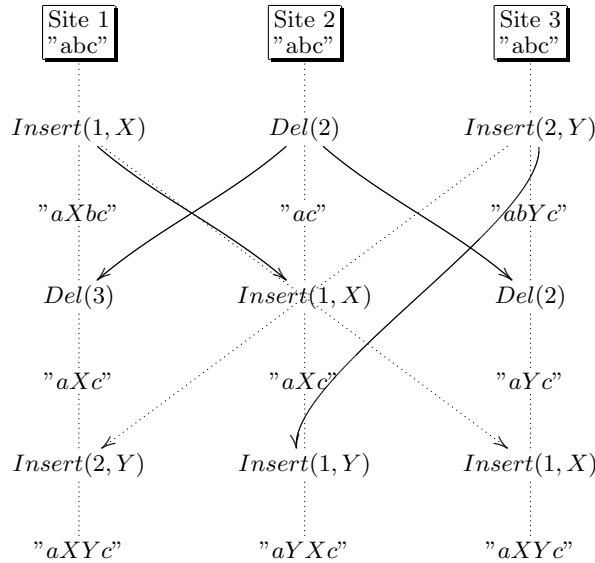 Site 1 Site 2 Site 3
"abc" "abc" "abc"
Insert(1, X) Del(2) Insert(2, Y)
"aXbc" "ac" "abYc"
Del(3) Insert(1, X) Del(2)
"aXc" "aXc" "aYc"
Insert(2, Y) Insert(1, Y) Insert(1, X)
"aXYc" "aYXc" "aXYc"